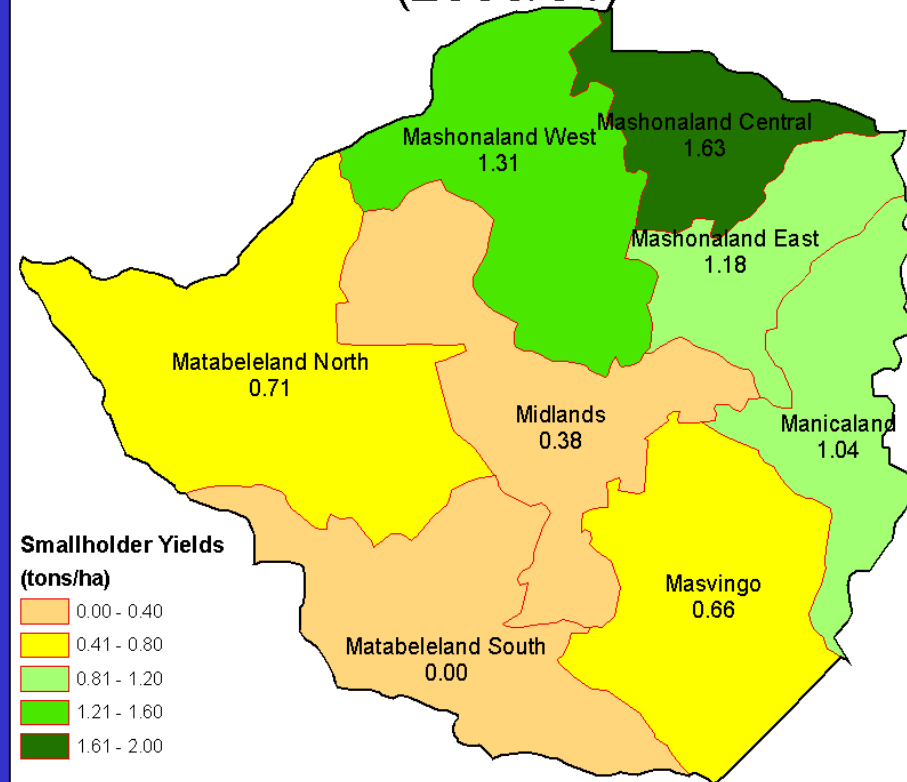 Mashonaland Central
1.63
Mashonaland West
1.31
Mashonaland East
1.18
Matabeleland North
0.71
Midlands
0.38
Manicaland
1.04
Masvingo
0.66
Matabeleland South
0.00
Smallholder Yields
(tons/ha)
0.00 - 0.40
0.41 - 0.80
0.81 - 1.20
1.21 - 1.60
1.61 - 2.00